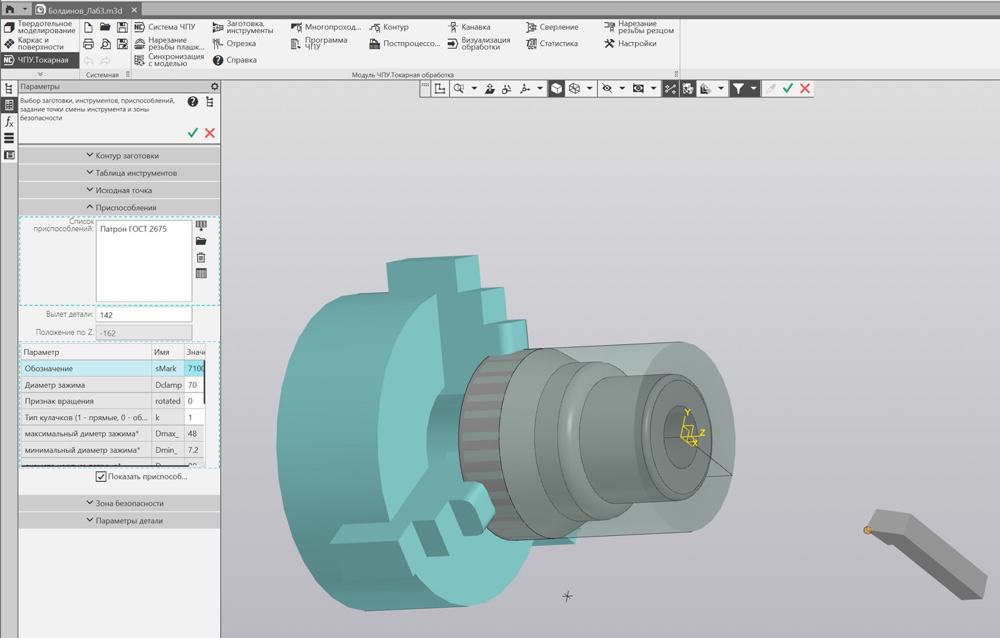 Болдинов_Лаб3.m3d
Твердотельное
моделирование
Каркас и
поверхности
NC ЧПУ.Токарная
Системная
NC Система ЧПУ
Нарезание
резьбы плашк...
Синхронизация
с моделью
Заготовка,
инструменты
Отрезка
Справка
Многопроход...
Программа
ЧПУ
Контур
Постпроцессо...
Канавка
Визуализация
обработки
Сверление
Статистика
Нарезание
резьбы резцом
Настройки
Модуль ЧПУ.Токарная обработка
Параметры
Выбор заготовки, инструментов, приспособлений,
задание точки смены инструмента и зоны
безопасности
Контур заготовки
Таблица инструментов
Исходная точка
Приспособления
Список
приспособлений:
Патрон ГОСТ 2675
Вылет детали: 142
Положение по Z: -162
Параметр Имя Значе
Обозначение sMark 7100
Диаметр зажима Dclamp 70
Признак вращения rotated 0
Тип кулачков (1 - прямые, 0 - об... k 1
максимальный диметр зажима* Dmax_ 48
минимальный диаметр зажима* Dmin_ 7.2
Показать приспособ...
Зона безопасности
Параметры детали
Y
Z
X